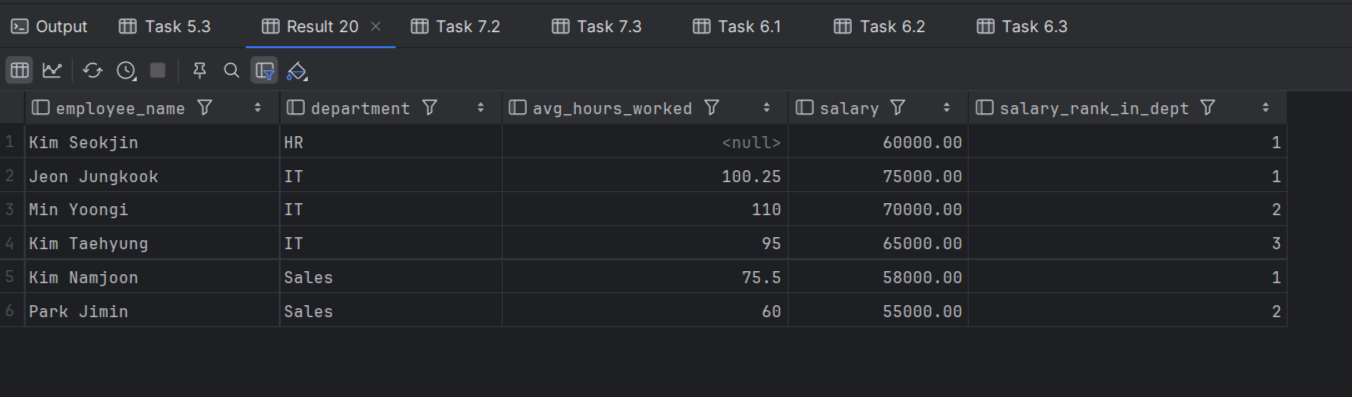 Output Task 5.3 Result 20 Task 7.2 Task 7.3 Task 6.1 Task 6.2 Task 6.3
employee_name department avg_hours_worked salary salary_rank_in_dept
1 Kim Seokjin HR <null> 60000.00 1
2 Jeon Jungkook IT 100.25 75000.00 1
3 Min Yoongi IT 110 70000.00 2
4 Kim Taehyung IT 95 65000.00 3
5 Kim Namjoon Sales 75.5 58000.00 1
6 Park Jimin Sales 60 55000.00 2